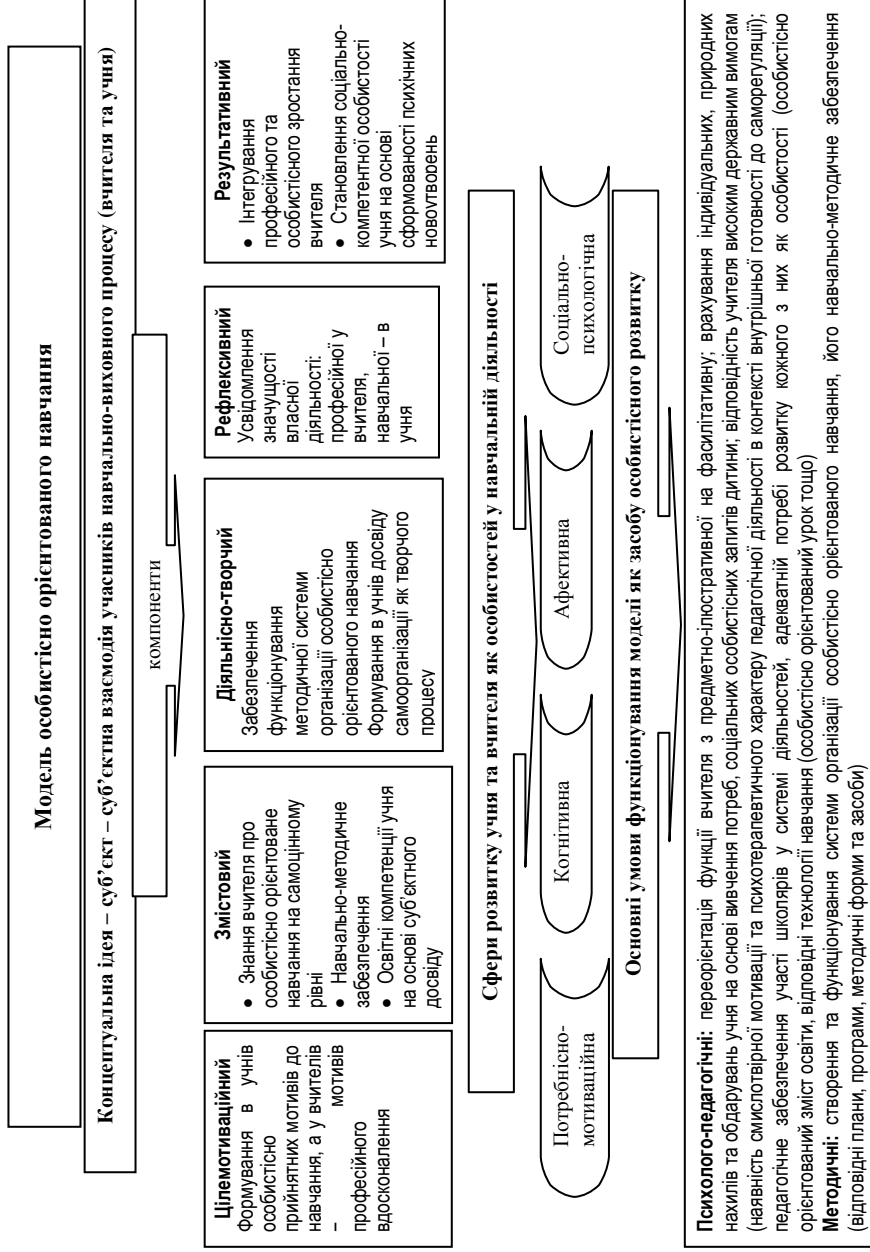 Модель особистісно орієнтованого навчання
Концептуальна ідея – суб’єкт – суб’єктна взаємодія учасників навчально-виховного процесу (вчителя та учня)
компоненти
Цілемотиваційний
Формування в учнів
особистісно
прийнятних мотивів до
навчання, а у вчителів
– мотивів
професійного
вдосконалення
Змістовий
● Знання вчителя про
особистісно орієнтоване
навчання на самоцінному
рівні
● Навчально-методичне
забезпечення
● Освітні компетенції учня
на основі суб’єктного
досвіду
Діяльнісно-творчий
Забезпечення
функціонування
методичної системи
організації особистісно
орієнтованого навчання
Формування в учнів досвіду
самоорганізації як творчого
процесу
Рефлексивний
Усвідомлення
значущості
власної
діяльності:
професійної у
вчителя,
навчальної – в
учня
Результативний
● Інтегрування
професійного та
особистісного зростання
вчителя
● Становлення соціально-
компетентної особистості
учня на основі
сформованості психічних
новоутворень
Сфери розвитку учня та вчителя як особистостей у навчальній діяльності
Потребнісно-
мотиваційна
Когнітивна
Афективна
Соціально-
психологічна
Основні умови функціонування моделі як засобу особистісного розвитку
Психолого-педагогічні: переорієнтація функції вчителя з предметно-ілюстративної на фасилітативну; врахування індивідуальних, природних
нахилів та обдарувань учня на основі вивчення потреб, соціальних особистісних запитів дитини; відповідність учителя високим державним вимогам
(наявність смислотвірної мотивації та психотерапевтичного характеру педагогічної діяльності в контексті внутрішньої готовності до саморегуляції);
педагогічне забезпечення участі школярів у системі діяльностей, адекватній потребі розвитку кожного з них як особистості (особистісно
орієнтований зміст освіти, відповідні технології навчання (особистісно орієнтований урок тощо)
Методичні: створення та функціонування системи організації особистісно орієнтованого навчання, його навчально-методичне забезпечення
(відповідні плани, програми, методичні форми та засоби)